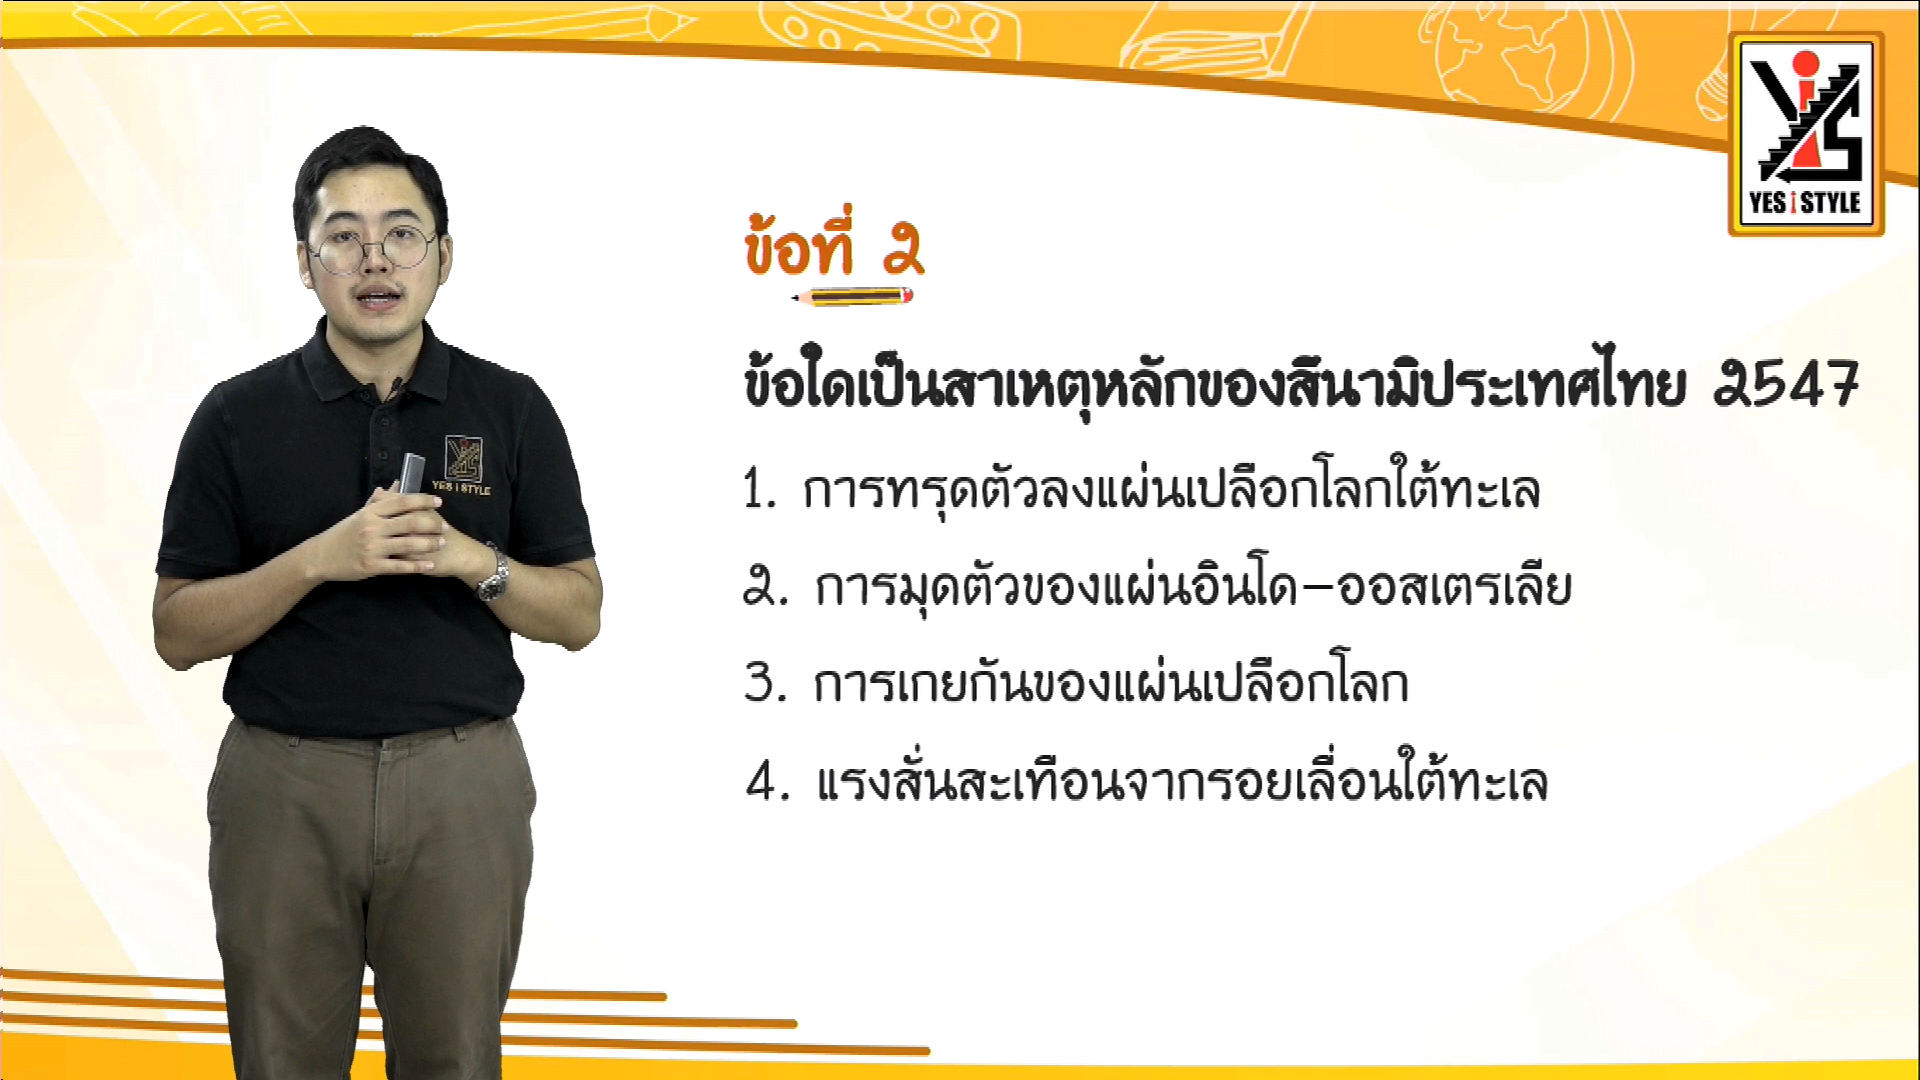 YES i STYLE
ข้อที่ 2
ข้อใดเป็นสาเหตุหลักของสึนามิประเทศไทย 2547
1. การทรุดตัวลงแผ่นเปลือกโลกใต้ทะเล
2. การมุดตัวของแผ่นอินโด-ออสเตรเลีย
3. การเกยกันของแผ่นเปลือกโลก
4. แรงสั่นสะเทือนจากรอยเลื่อนใต้ทะเล
YES i STYLE